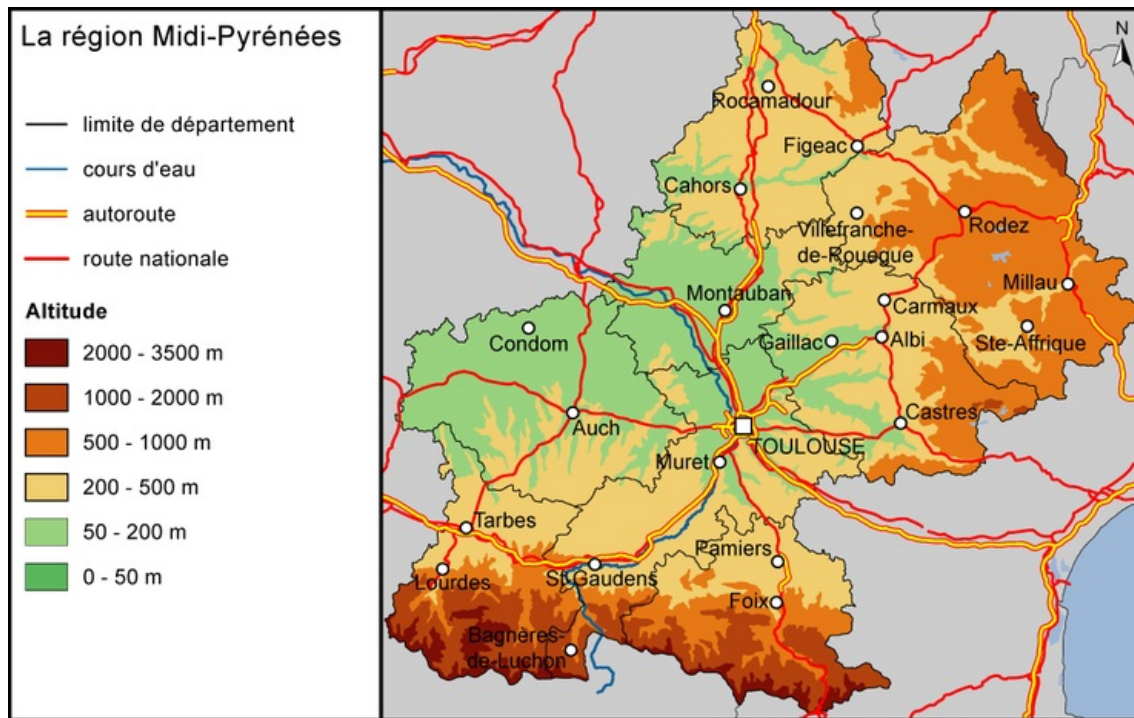 La région Midi-Pyrénées
limite de département
cours d'eau
autoroute
route nationale
Altitude
2000 - 3500 m
1000 - 2000 m
500 - 1000 m
200 - 500 m
50 - 200 m
0 - 50 m
N
Rocamadour
Figeac
Cahors
Villefranche-
de-Rouogue
Rodez
Millau
Montauban
Carmaux
Condom
Gaillac
Albi
Ste-Affrique
Auch
Castres
TOULOUSE
Muret
Tarbes
Pamiers
Lourdes
St-Gaudens
Foix
Bagnères-
de-Luchon